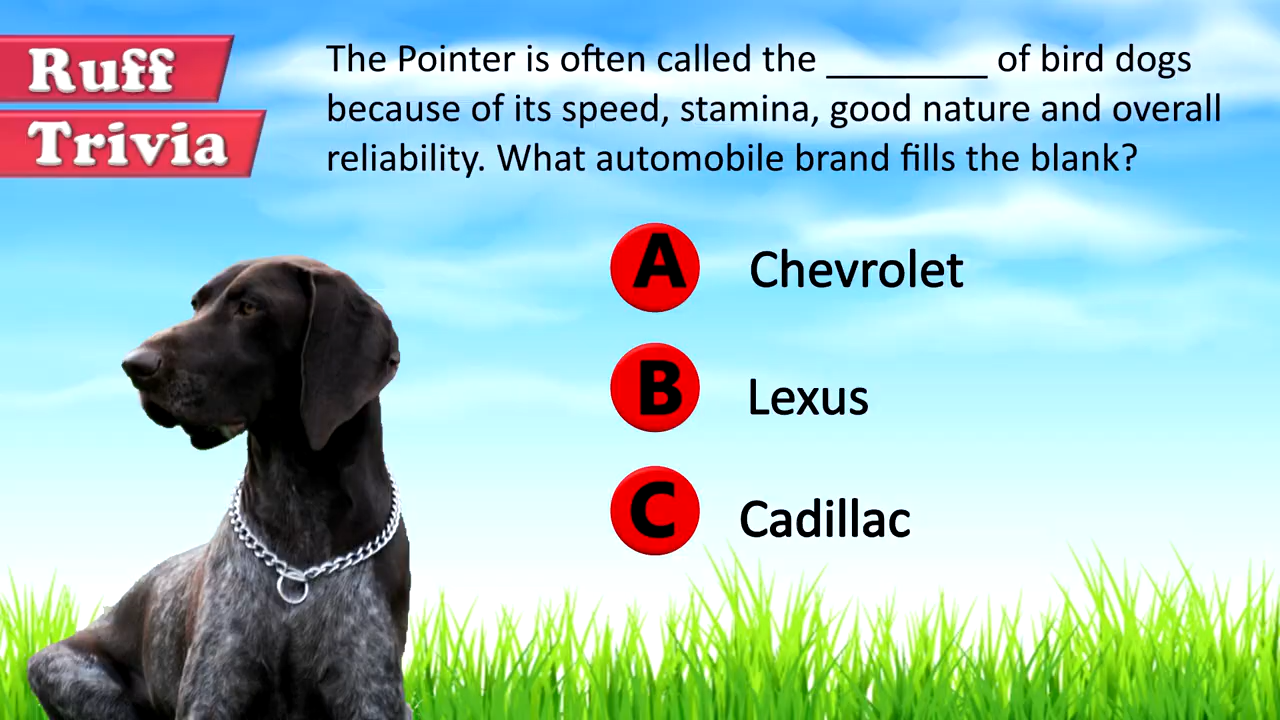 Ruff
Trivia
The Pointer is often called the ________ of bird dogs
because of its speed, stamina, good nature and overall
reliability. What automobile brand fills the blank?
A Chevrolet
B Lexus
C Cadillac